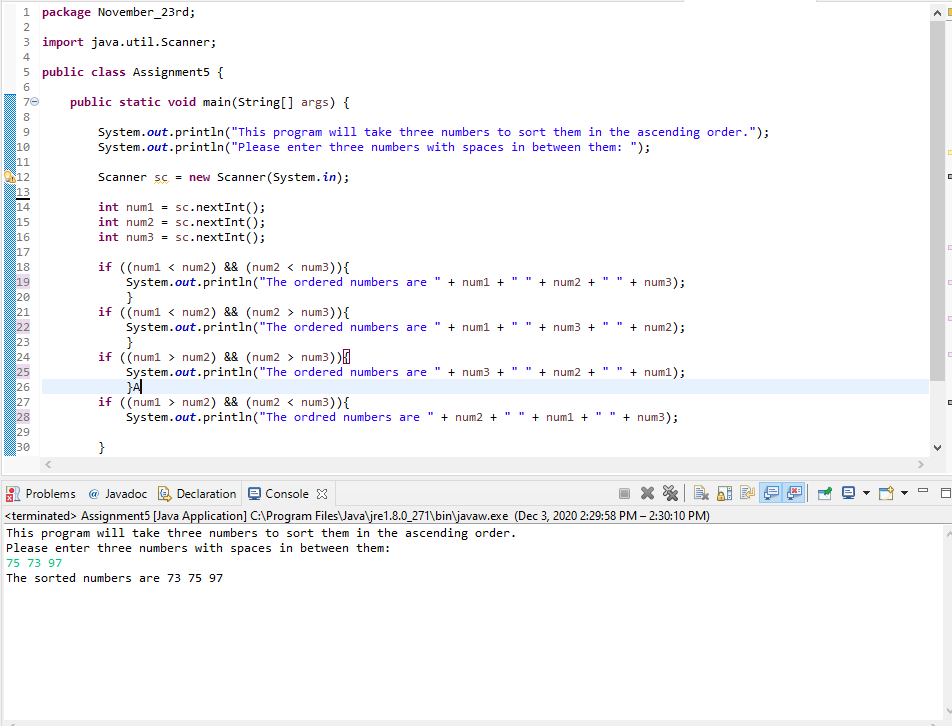 1 package November_23rd;
2
3 import java.util.Scanner;
4
5 public class Assignment5 {
6
7 public static void main(String[] args) {
8
9 System.out.println("This program will take three numbers to sort them in the ascending order.");
10 System.out.println("Please enter three numbers with spaces in between them: ");
11
12 Scanner sc = new Scanner(System.in);
13
14 int num1 = sc.nextInt();
15 int num2 = sc.nextInt();
16 int num3 = sc.nextInt();
17
18 if ((num1 < num2) && (num2 < num3)){
19 System.out.println("The ordered numbers are " + num1 + " " + num2 + " " + num3);
20 }
21 if ((num1 < num2) && (num2 > num3)){
22 System.out.println("The ordered numbers are " + num1 + " " + num3 + " " + num2);
23 }
24 if ((num1 > num2) && (num2 > num3)){
25 System.out.println("The ordered numbers are " + num3 + " " + num2 + " " + num1);
26 }A
27 if ((num1 > num2) && (num2 < num3)){
28 System.out.println("The ordred numbers are " + num2 + " " + num1 + " " + num3);
29
30 }
Problems @ Javadoc Declaration Console
<terminated> Assignment5 [Java Application] C:\Program Files\Java\jre1.8.0_271\bin\javaw.exe (Dec 3, 2020 2:29:58 PM – 2:30:10 PM)
This program will take three numbers to sort them in the ascending order.
Please enter three numbers with spaces in between them:
75 73 97
The sorted numbers are 73 75 97